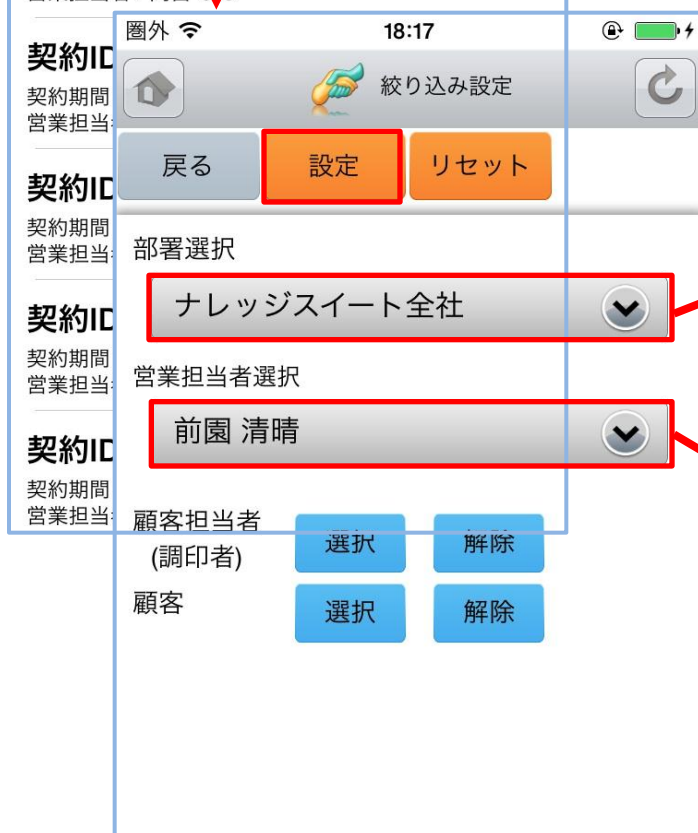 契約ID
契約期間
営業担当
契約ID
契約期間
営業担当
契約ID
契約期間
営業担当
契約ID
契約期間
営業担当
圏外 18:17
絞り込み設定
戻る 設定 リセット
部署選択
ナレッジスイート全社
営業担当者選択
前園 清晴
顧客担当者 選択 解除
(調印者)
顧客 選択 解除